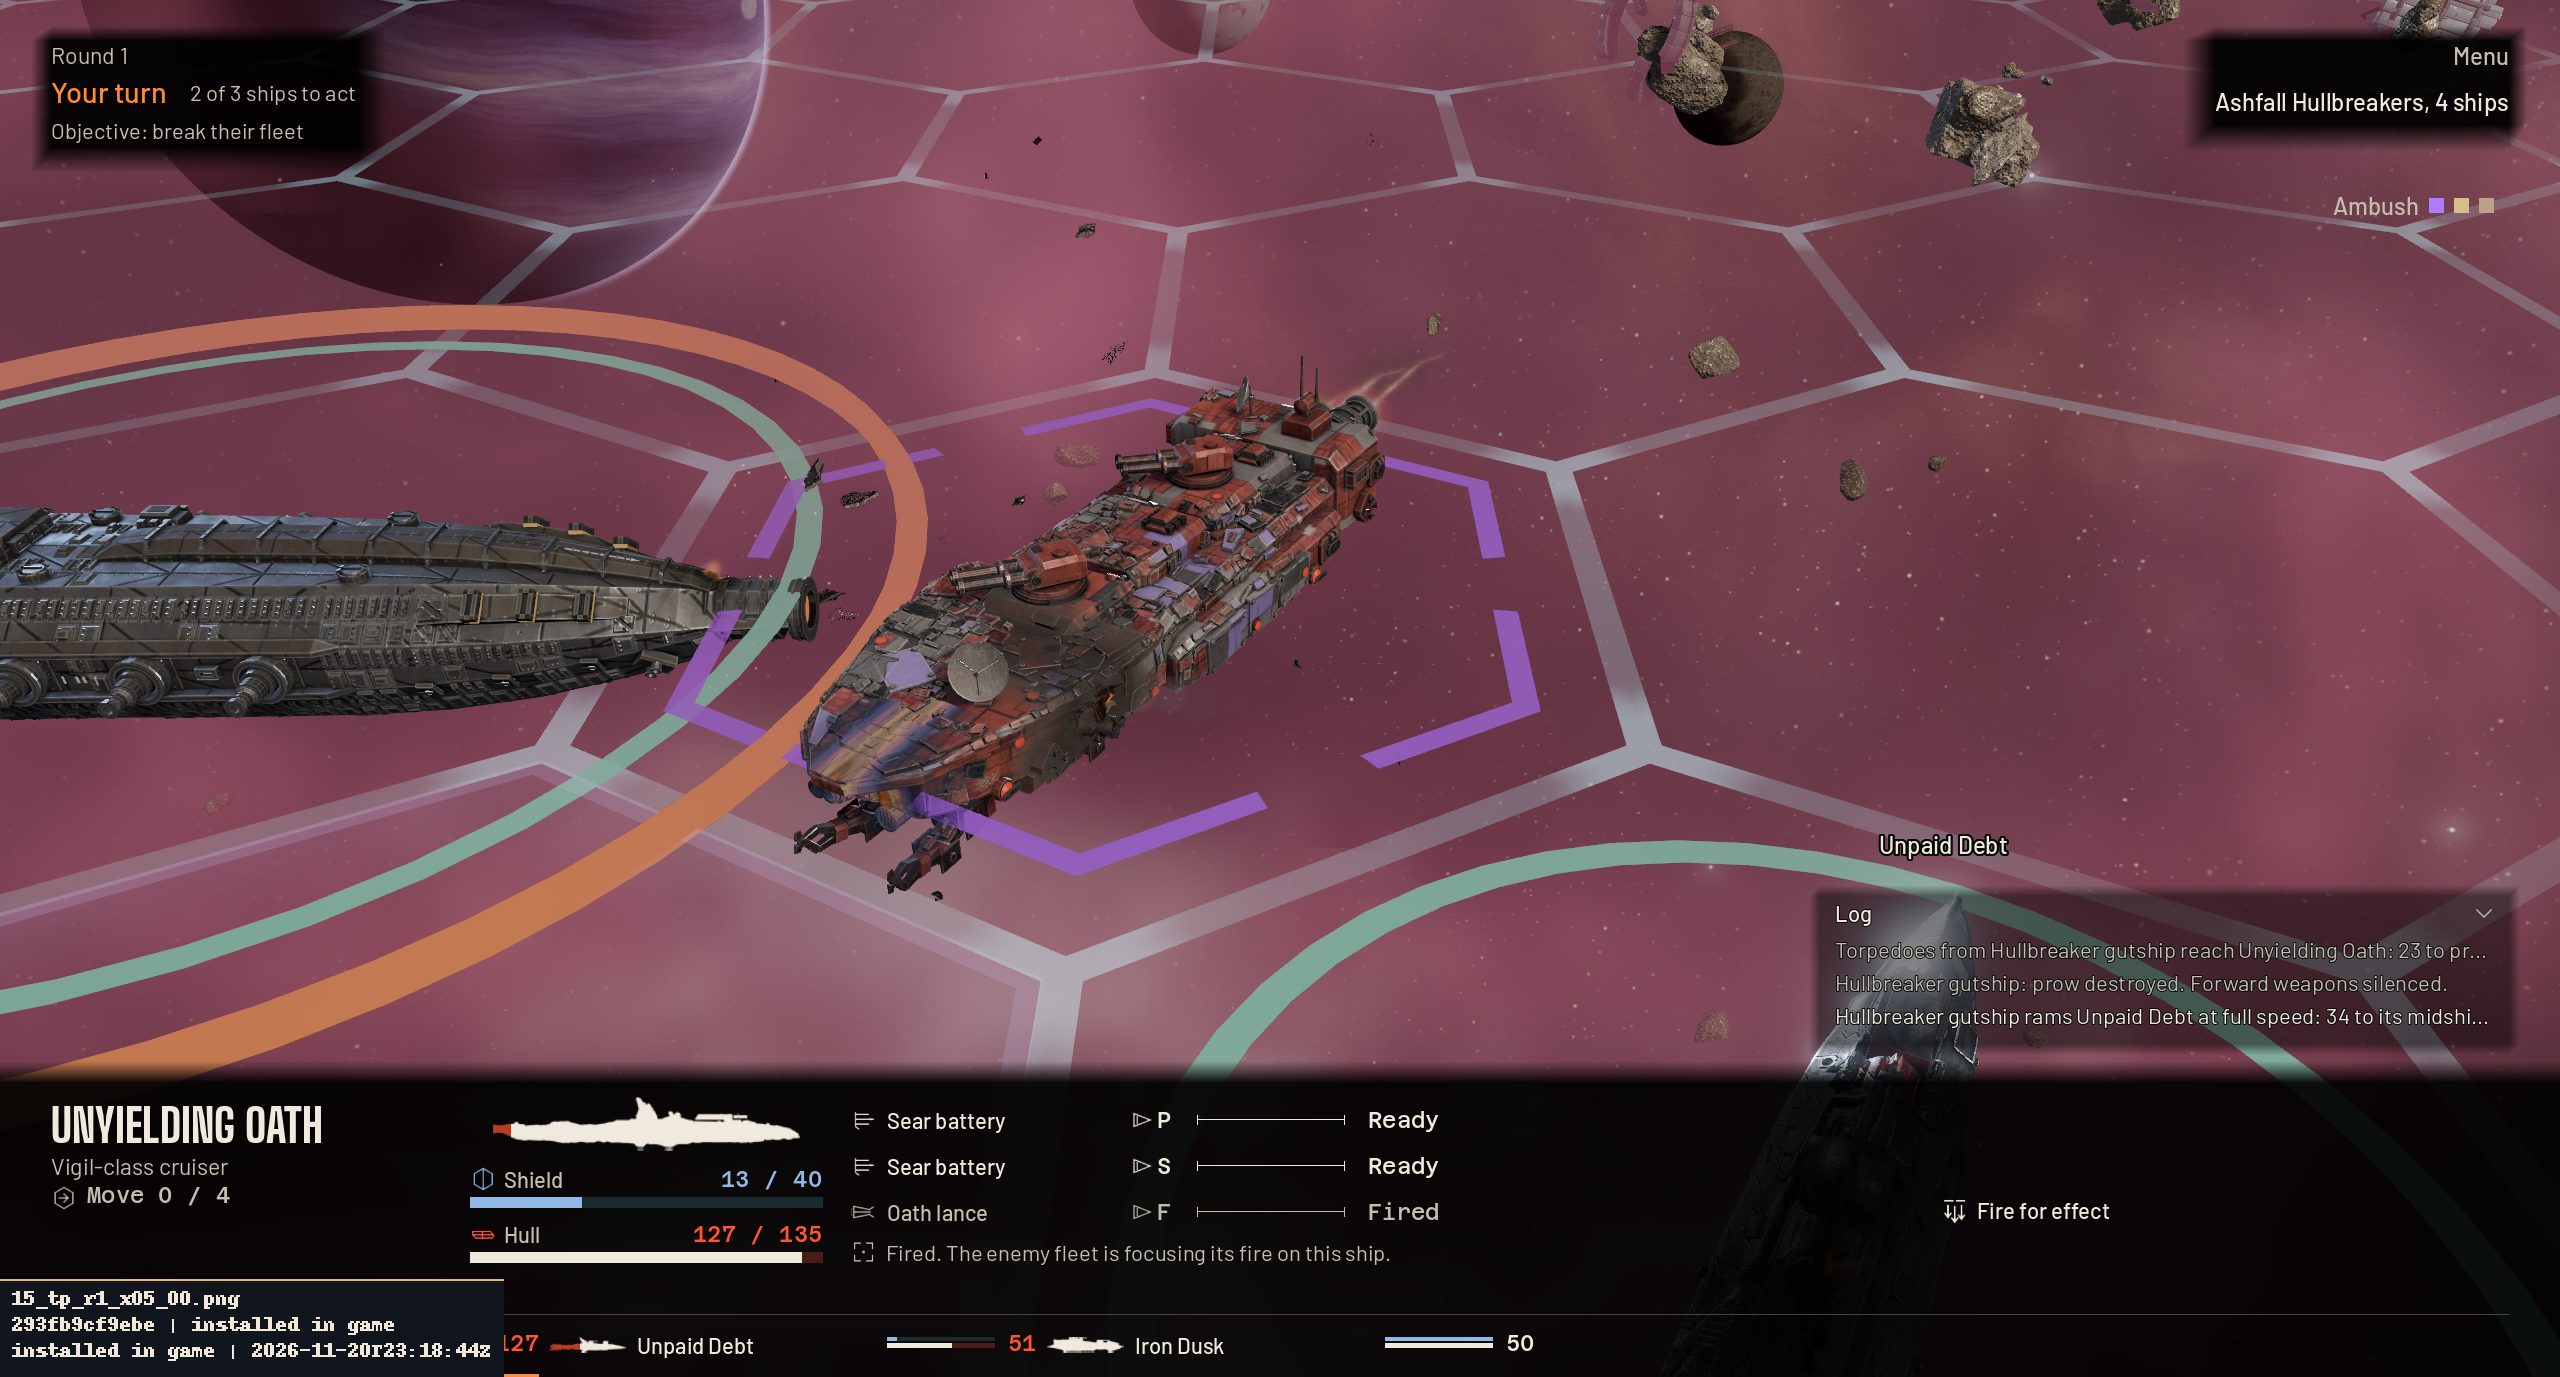 Round 1
Your turn 2 of 3 ships to act
Objective: break their fleet
Menu
Ashfall Hullbreakers, 4 ships
Ambush
Unpaid Debt
Log
Torpedoes from Hullbreaker gutship reach Unyielding Oath: 23 to pr...
Hullbreaker gutship: prow destroyed. Forward weapons silenced.
Hullbreaker gutship rams Unpaid Debt at full speed: 34 to its midshi...
UNYIELDING OATH
Vigil-class cruiser
Move 0 / 4
Shield 13 / 40
Hull 127 / 135
Sear battery P Ready
Sear battery S Ready
Oath lance F Fired
Fired. The enemy fleet is focusing its fire on this ship.
Fire for effect
15_tp_r1_x05_00.png
293fb9cf9ebe | installed in game
installed in game | 2026-11-20T23:18:44Z
127 Unpaid Debt 51 Iron Dusk 50